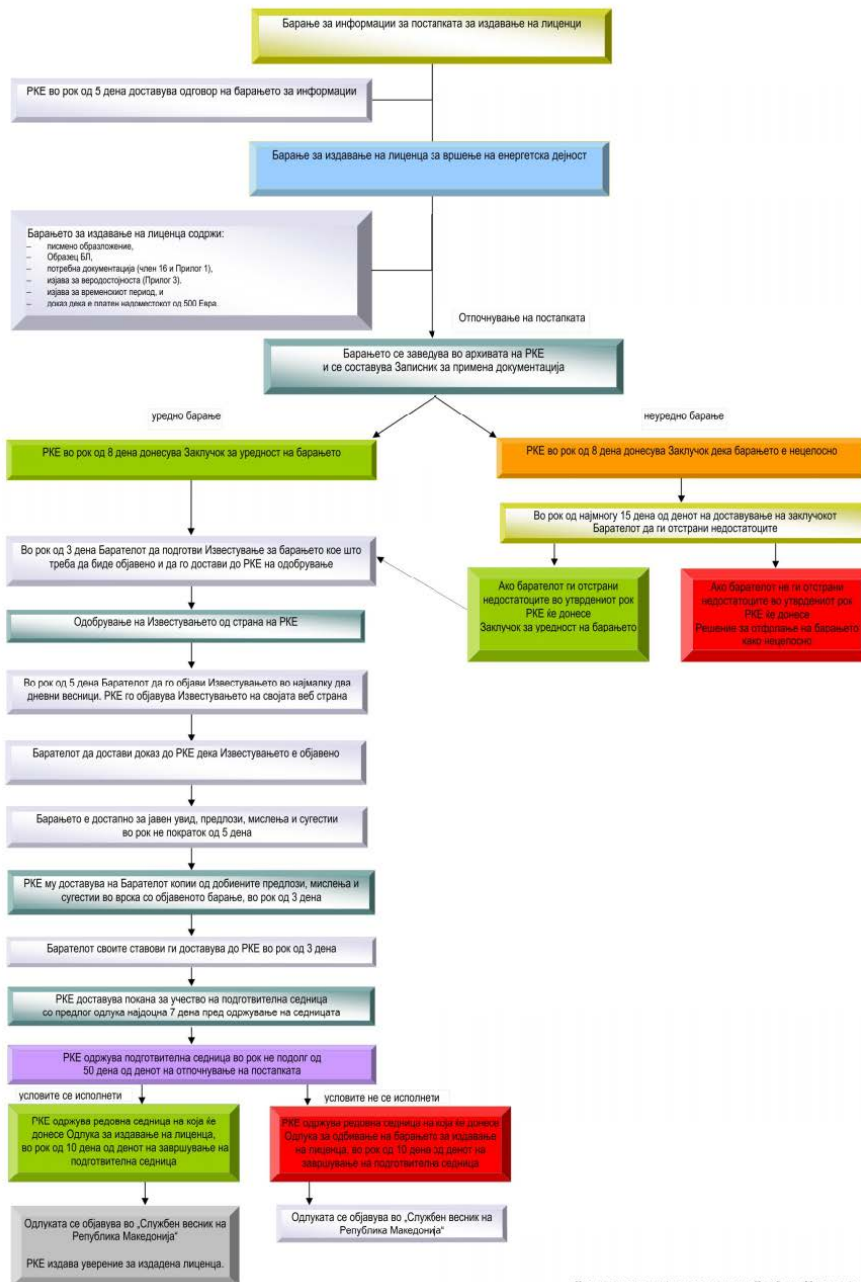 Барање за информации за постапката за издавање на лиценци
РКЕ во рок од 5 дена доставува одговор на барањето за информации
Барање за издавање на лиценца за вршење на енергетска дејност
Барањето за издавање на лиценца содржи:
– писмено образложение,
– Образец БЛ,
– потребна документација (член 16 и Прилог 1),
– изјава за веродостојноста (Прилог 3).
– изјава за временскиот период, и
– доказ дека е платен надоместокот од 500 Евра.
Отпочнување на постапката
Барањето се заведува во архивата на РКЕ
и се составува Записник за примена документација
уредно барање
неуредно барање
РКЕ во рок од 8 дена донесува Заклучок за уредност на барањето
РКЕ во рок од 8 дена донесува Заклучок дека барањето е нецелосно
Во рок од најмногу 15 дена од денот на доставување на заклучокот
Барателот да ги отстрани недостатоците
Во рок од 3 дена Барателот да подготви Известување за барањето кое што
треба да биде објавено и да го достави до РКЕ на одобрување
Ако барателот ги отстрани
недостатоците во утврдениот рок
РКЕ ќе донесе
Заклучок за уредност на барањето
Ако барателот не ги отстрани
недостатоците во утврдениот рок
РКЕ ќе донесе
Решение за отфрлање на барањето
како нецелосно
Одобрување на Известувањето од страна на РКЕ
Во рок од 5 дена Барателот да го објави Известувањето во најмалку два
дневни весници. РКЕ го објавува Известувањето на својата веб страна
Барателот да достави доказ до РКЕ дека Известувањето е објавено
Барањето е достапно за јавен увид, предлози, мислења и сугестии
во рок не пократок од 5 дена
РКЕ му доставува на Барателот копии од добиените предлози, мислења и
сугестии во врска со објавеното барање, во рок од 3 дена
Барателот своите ставови ги доставува до РКЕ во рок од 3 дена
РКЕ доставува покана за учество на подготвителна седница
со предлог одлука најдоцна 7 дена пред одржување на седницата
РКЕ одржува подготвителна седница во рок не подолг од
50 дена од денот на отпочнување на постапката
условите се исполнети
условите не се исполнети
РКЕ одржува редовна седница на која ќе
донесе Одлука за издавање на лиценца,
во рок од 10 дена од денот на завршување на
подготвителна седница
РКЕ одржува редовна седница на која ќе донесе
Одлука за одбивање на барањето за издавање
на лиценца, во рок од 10 дена од денот на
завршување на подготвителна седница
Одлуката се објавува во „Службен весник на
Република Македонија“
РКЕ издава уверение за издадена лиценца.
Одлуката се објавува во „Службен весник на
Република Македонија“